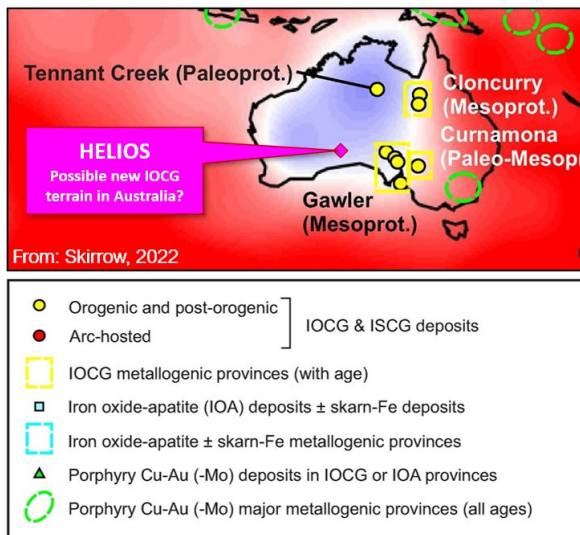 Tennant Creek (Paleoprot.)
Cloncurry
(Mesoprot.)
HELIOS
Possible new IOCG
terrain in Australia?
Curnamona
(Paleo-Mesopr
Gawler
(Mesoprot.)
From: Skirrow, 2022
Orogenic and post-orogenic
Arc-hosted
IOCG & ISCG deposits
IOCG metallogenic provinces (with age)
Iron oxide-apatite (IOA) deposits ± skarn-Fe deposits
Iron oxide-apatite ± skarn-Fe metallogenic provinces
Porphyry Cu-Au (-Mo) deposits in IOCG or IOA provinces
Porphyry Cu-Au (-Mo) major metallogenic provinces (all ages)